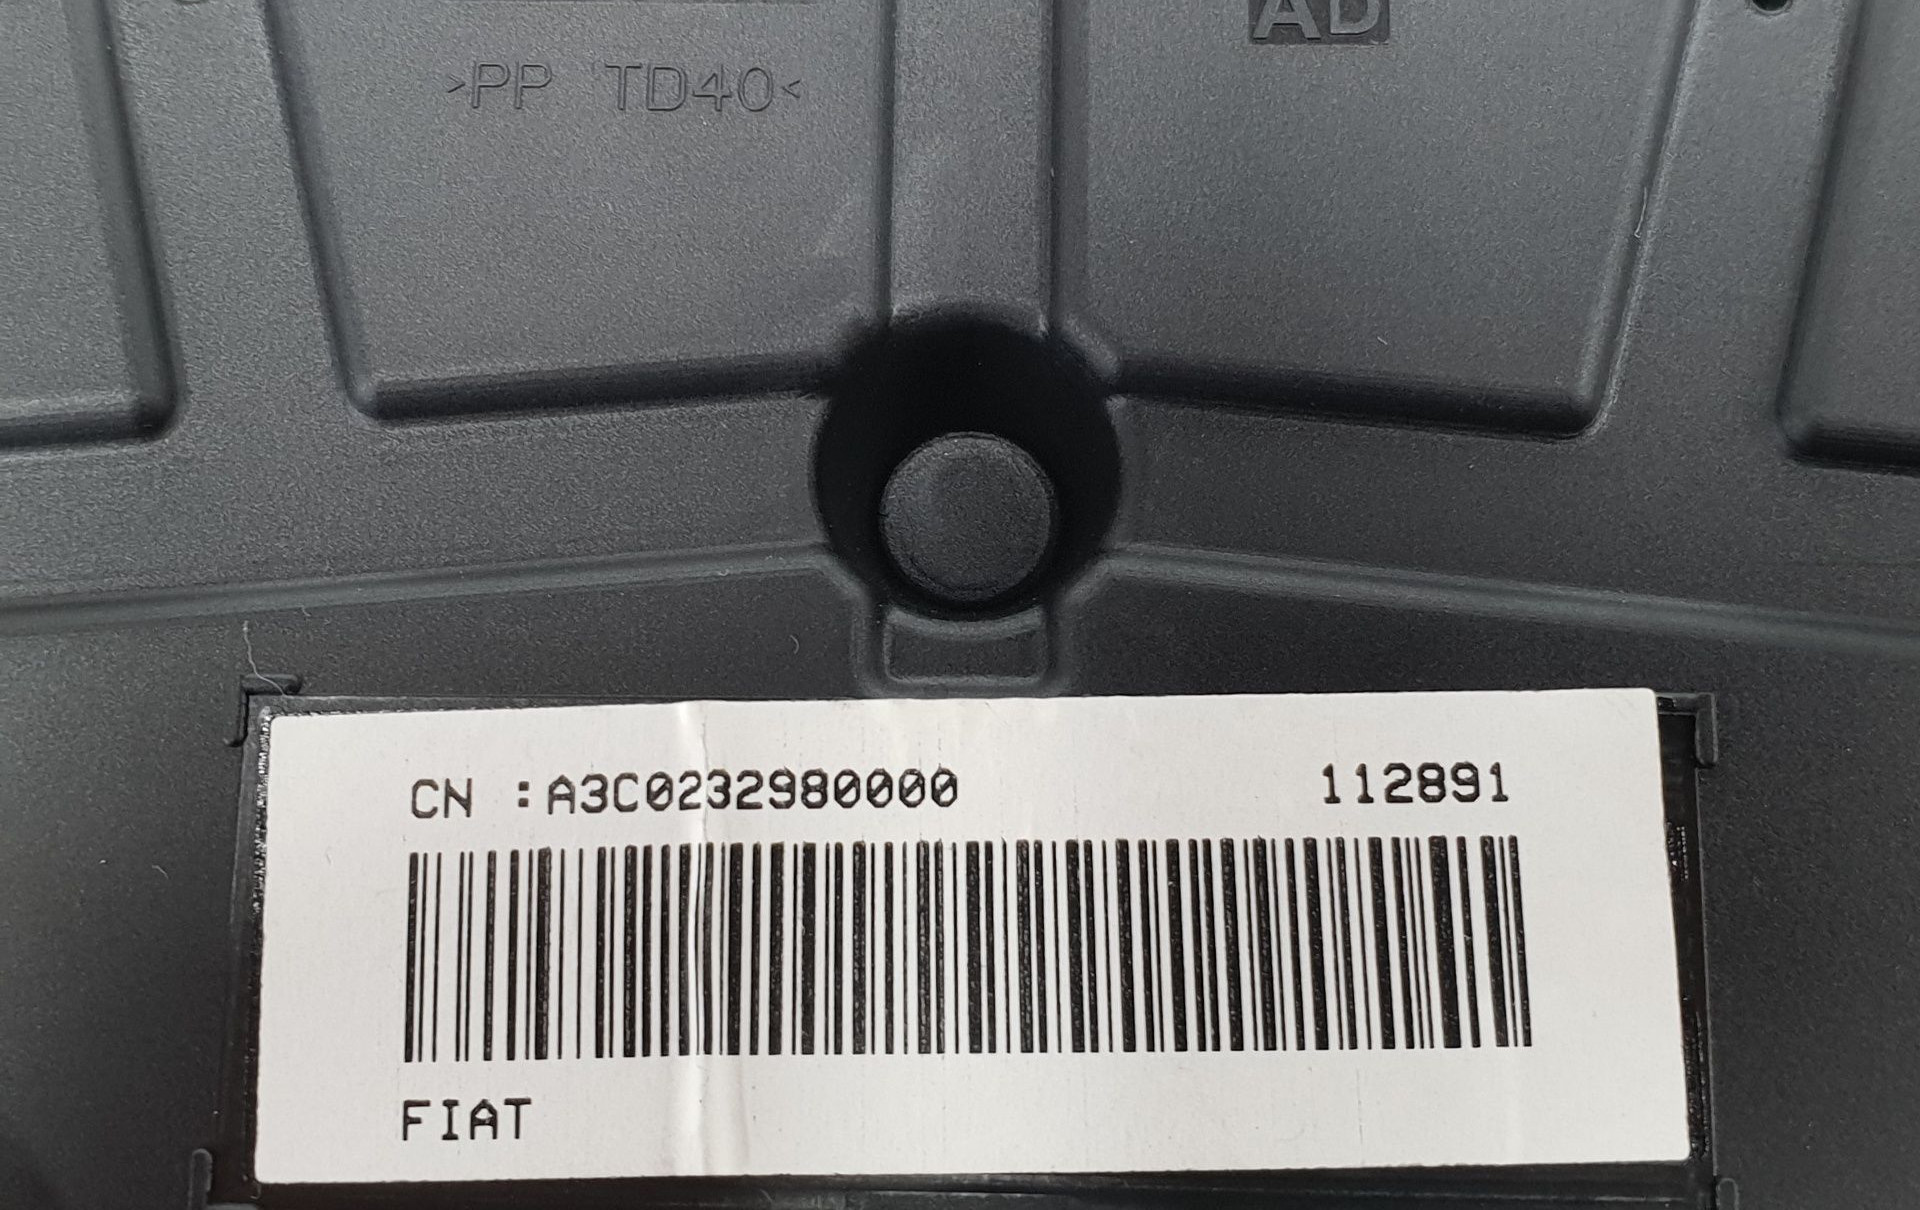 AD
>PP TD40<
CN :A3C0232980000 112891
FIAT